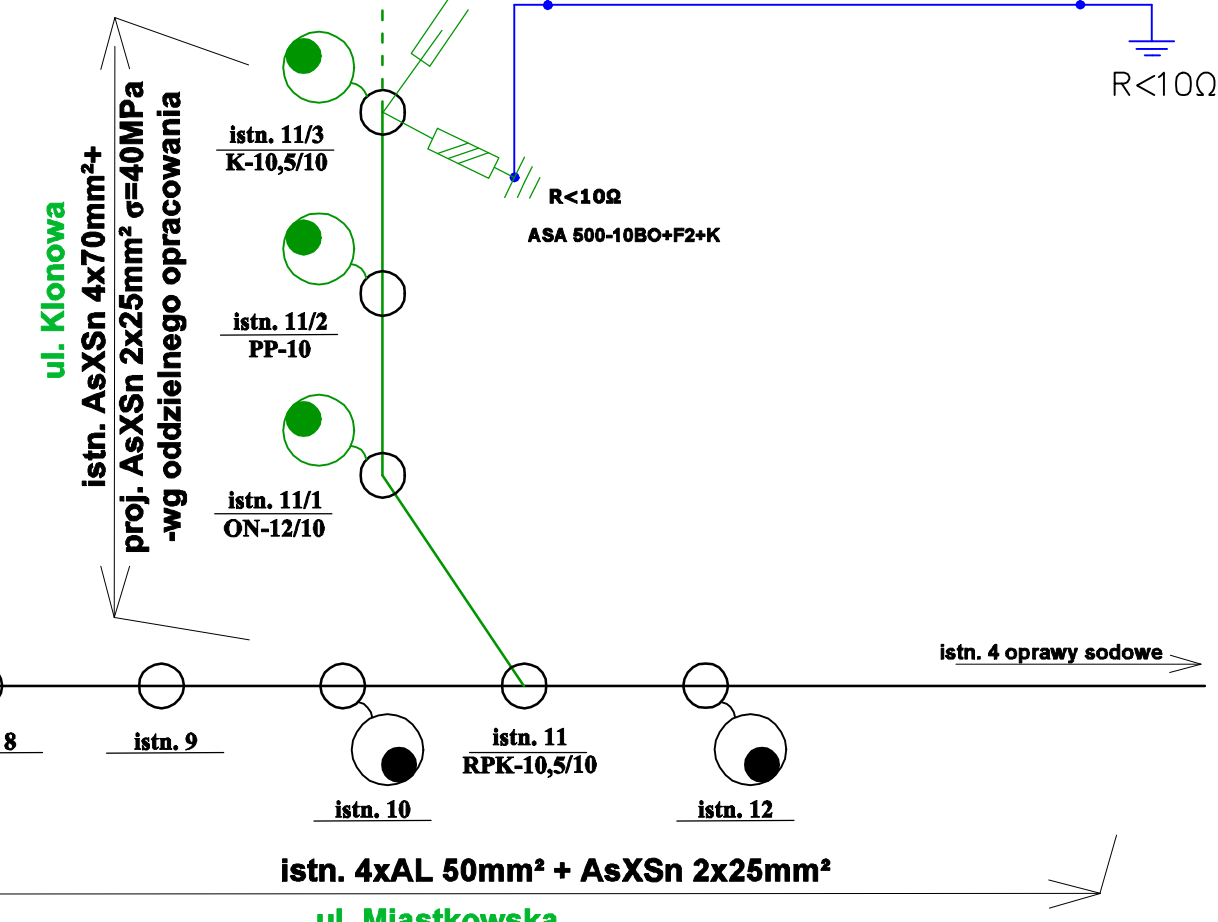 R<10Ω
istn. 11/3
K-10,5/10
R<10Ω
ASA 500-10BO+F2+K
ul. Klonowa
istn. AsXSn 4x70mm²+
proj. AsXSn 2x25mm² σ=40MPa
-wg oddzielnego opracowania
istn. 11/2
PP-10
istn. 11/1
ON-12/10
istn. 4 oprawy sodowe
8
istn. 9
istn. 11
RPK-10,5/10
istn. 10
istn. 12
istn. 4xAL 50mm² + AsXSn 2x25mm²
ul. Miastkowska